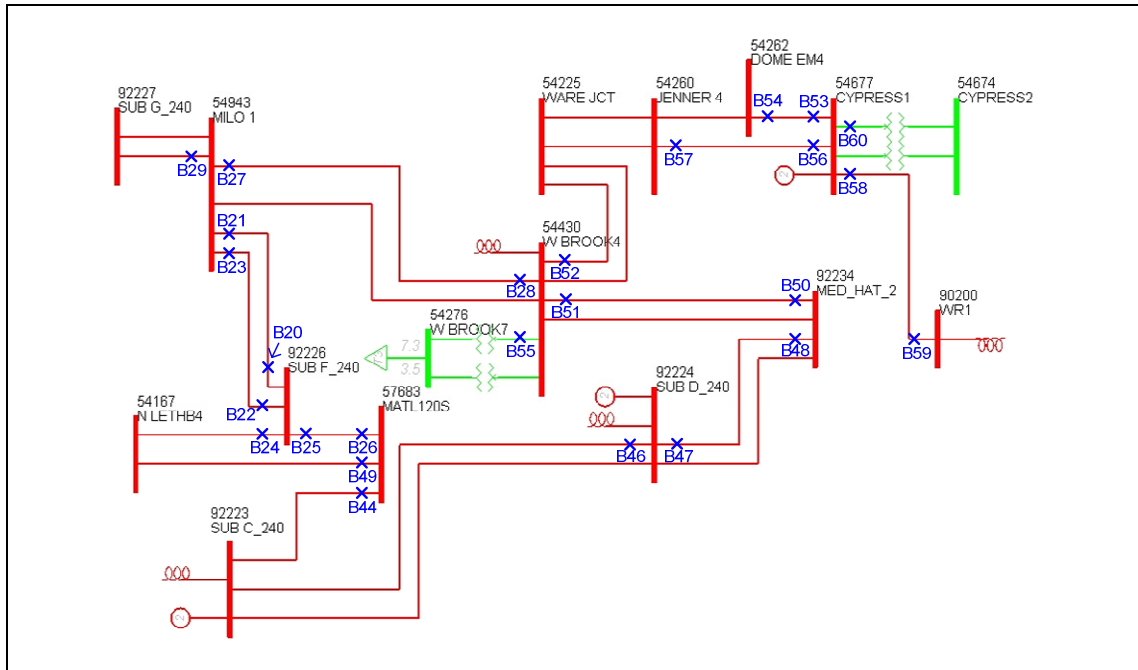 54262
DOME EM4
54225
WARE JCT
54260
JENNER 4
54677
CYPRESS1
54674
CYPRESS2
92227
SUB G_240
54943
MILO 1
B54
B53
B60
B57
B56
B29
B27
2
B58
B21
B23
54430
W BROOK4
B52
B28
B51
B50
92234
MED_HAT_2
90200
WR1
54276
W BROOK7
B20
7.3
3.5
B55
B48
B59
92226
SUB F_240
92224
SUB D_240
54167
N LETHB4
57683
MATL120S
2
B22
B24
B25
B26
B46
B47
B49
B44
92223
SUB C_240
2